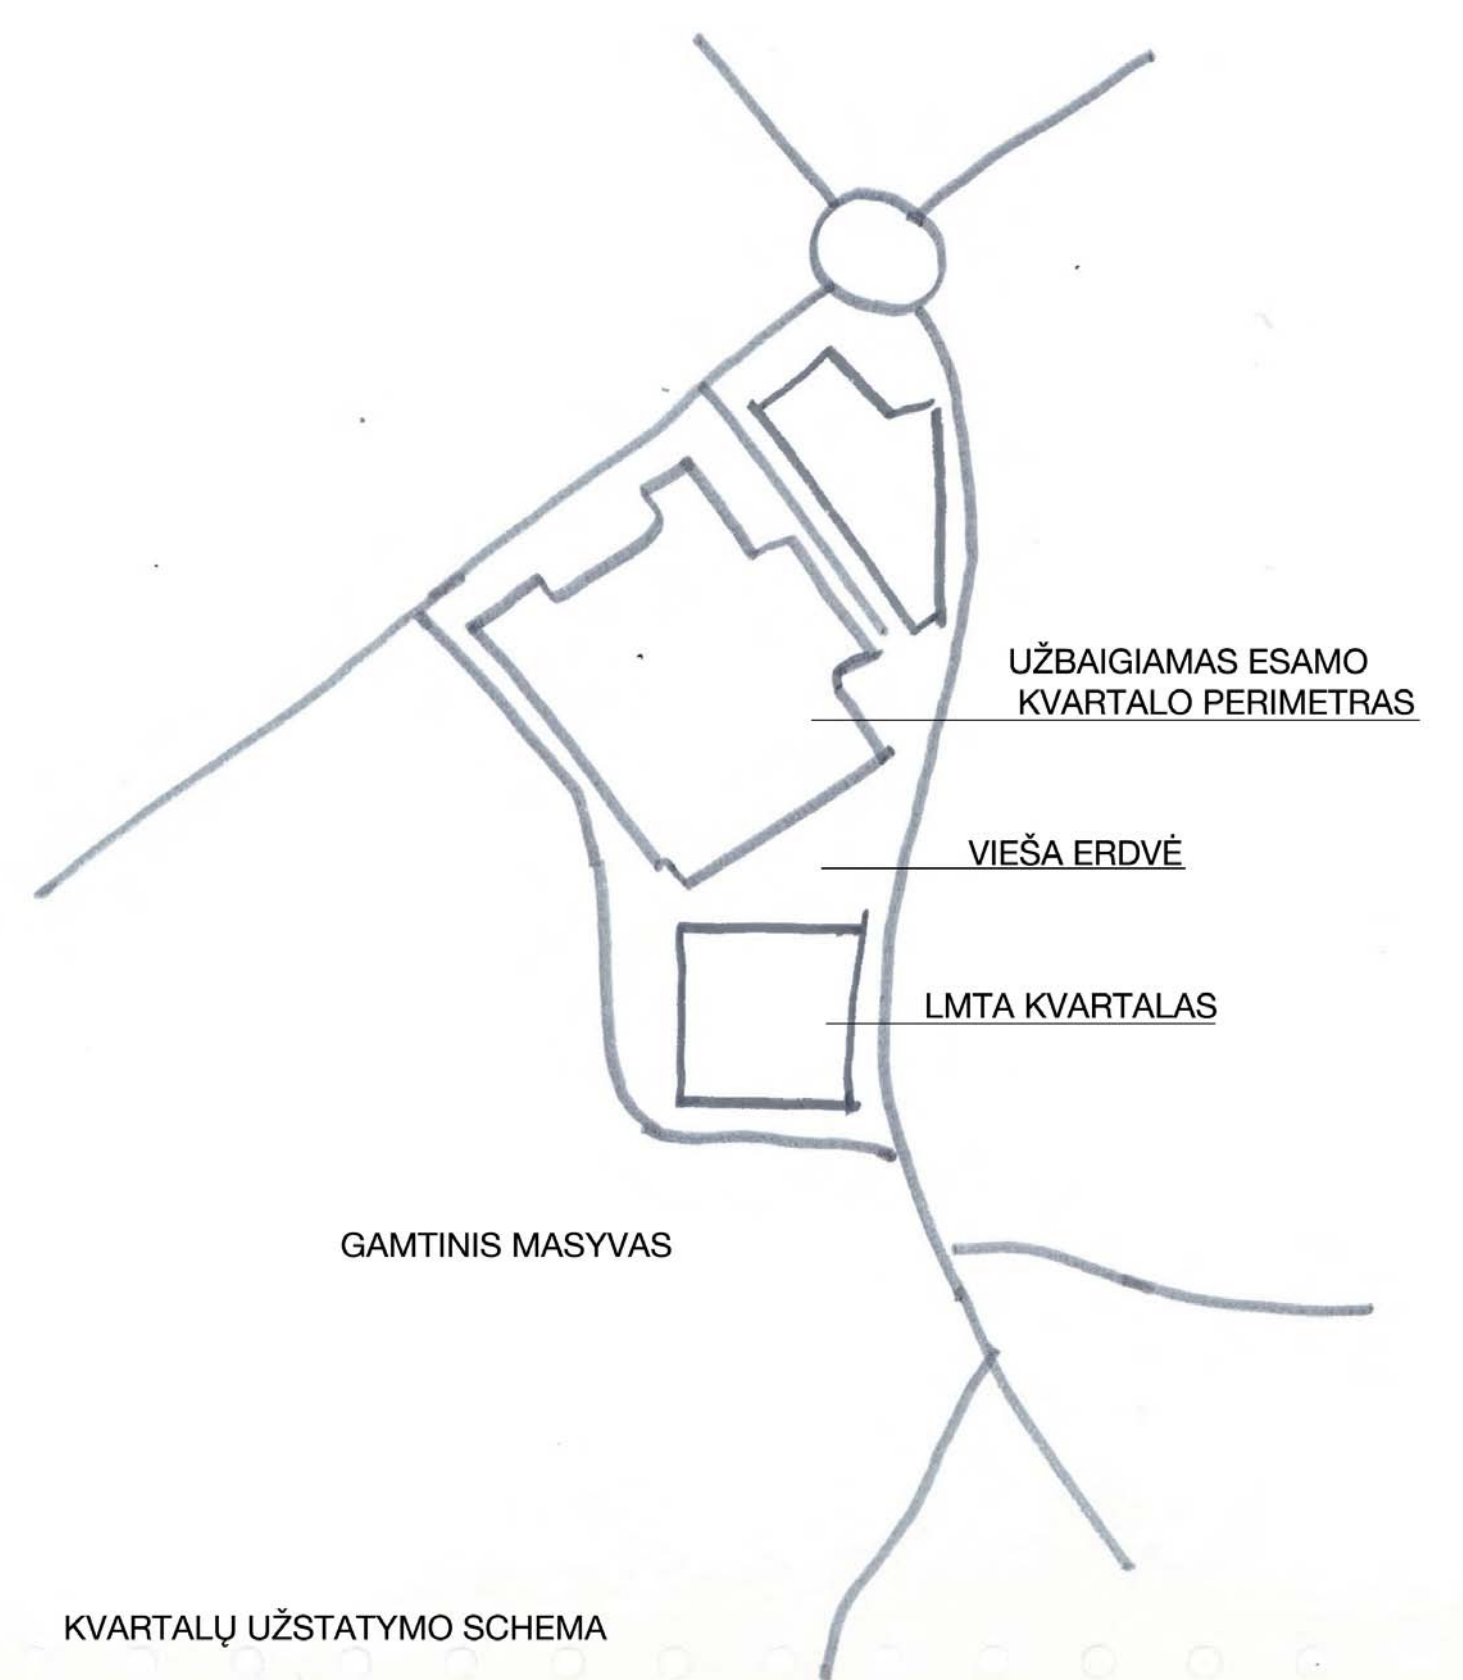 UŽBAIGIAMAS ESAMO
KVARTALO PERIMETRAS
VIEŠA ERDVĖ
LMTA KVARTALAS
GAMTINIS MASYVAS
KVARTALŲ UŽSTATYMO SCHEMA